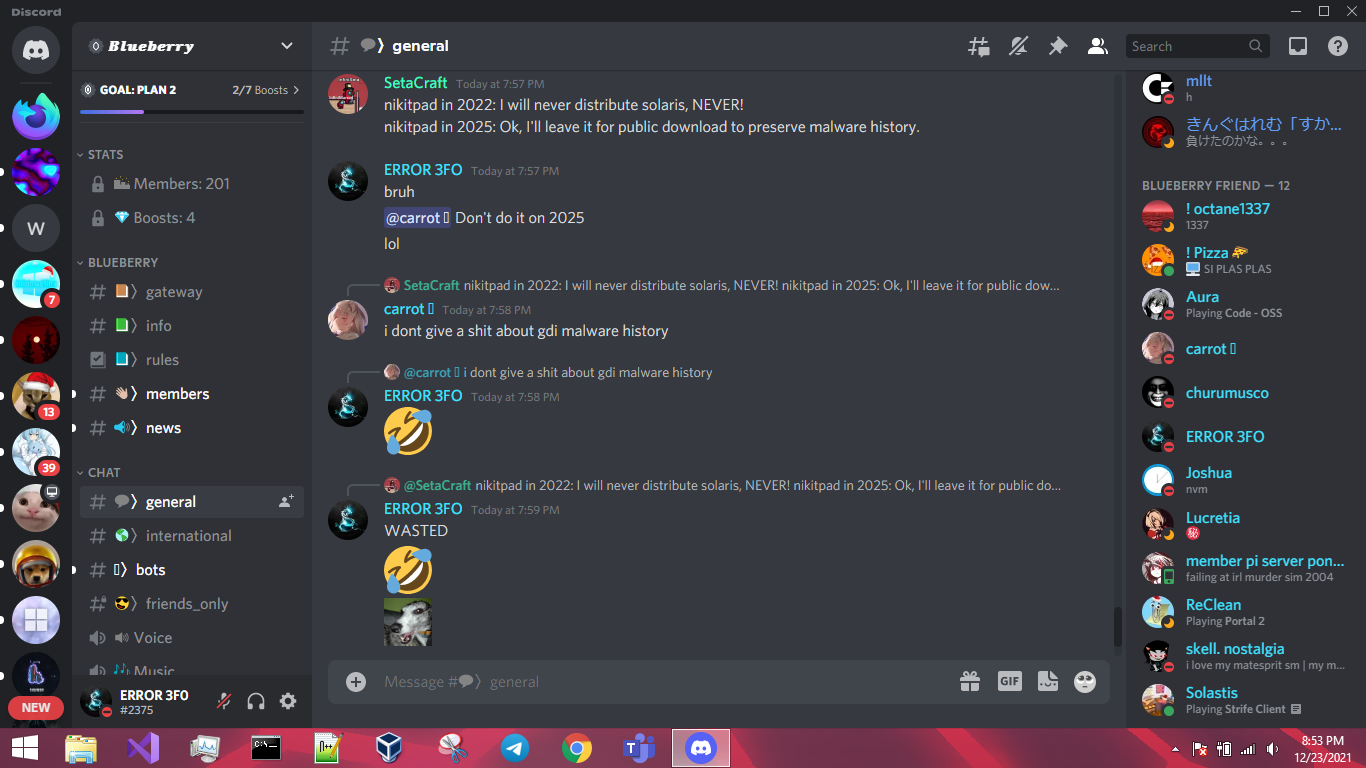 Discord
Blueberry
GOAL: PLAN 2
2/7 Boosts
STATS
Members: 201
Boosts: 4
BLUEBERRY
gateway
info
rules
members
news
CHAT
general
international
bots
friends_only
Voice
Music
ERROR 3F0
#2375
7
13
39
W
NEW
general
Search
SetaCraft Today at 7:57 PM
nikitpad in 2022: I will never distribute solaris, NEVER!
nikitpad in 2025: Ok, I'll leave it for public download to preserve malware history.
ERROR 3FO Today at 7:57 PM
bruh
@carrot Don't do it on 2025
lol
SetaCraft nikitpad in 2022: I will never distribute solaris, NEVER! nikitpad in 2025: Ok, I'll leave it for public dow...
carrot Today at 7:58 PM
i dont give a shit about gdi malware history
@carrot i dont give a shit about gdi malware history
ERROR 3FO Today at 7:58 PM
@SetaCraft nikitpad in 2022: I will never distribute solaris, NEVER! nikitpad in 2025: Ok, I'll leave it for public do...
ERROR 3FO Today at 7:59 PM
WASTED
Message # general
GIF
mllt
h
きんぐはれむ「すか...
負けたのかな。。。
BLUEBERRY FRIEND — 12
! octane1337
1337
! Pizza
SI PLAS PLAS
Aura
Playing Code - OSS
carrot
churumusco
ERROR 3FO
Joshua
nvm
Lucretia
㊙
member pi server pon...
failing at irl murder sim 2004
ReClean
Playing Portal 2
skell. nostalgia
i love my matesprit sm | my m...
Solastis
Playing Strife Client
8:53 PM
12/23/2021